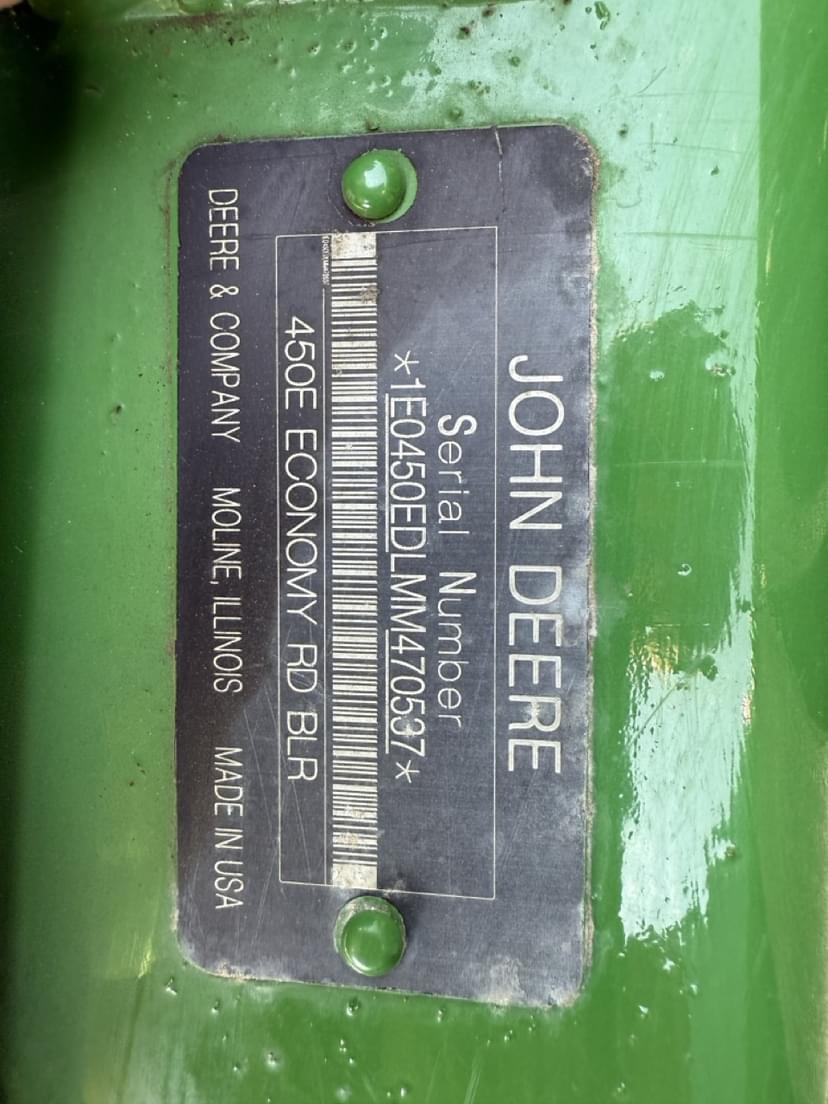 JOHN DEERE
Serial Number
*1E0450EDLMM470537*
450E ECONOMY RD BLR
DEERE & COMPANY MOLINE, ILLINOIS MADE IN USA